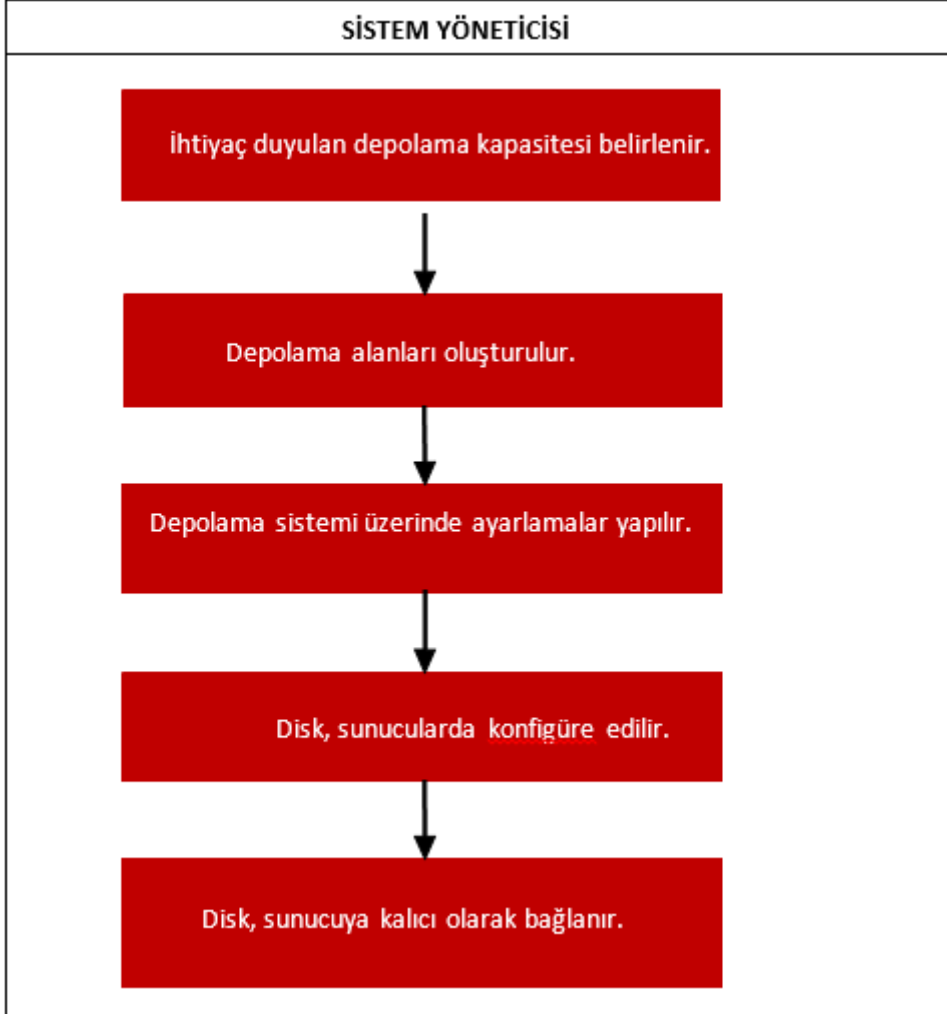 SİSTEM YÖNETİCİSİ
İhtiyaç duyulan depolama kapasitesi belirlenir.
Depolama alanları oluşturulur.
Depolama sistemi üzerinde ayarlamalar yapılır.
Disk, sunucularda konfigüre edilir.
Disk, sunucuya kalıcı olarak bağlanır.